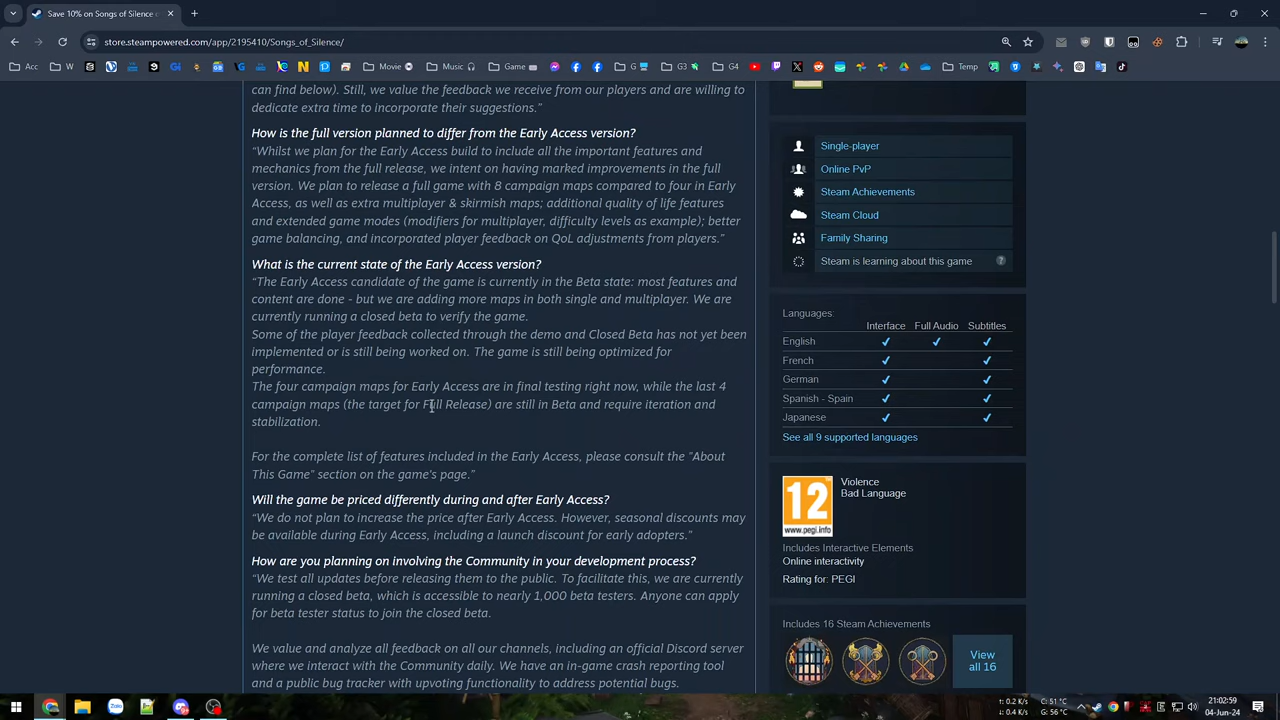 Save 10% on Songs of Silence o
store.steampowered.com/app/2195410/Songs_of_Silence/
Acc
W
Movie
Music
Game
G
G3
G4
Temp
can find below). Still, we value the feedback we receive from our players and are willing to
dedicate extra time to incorporate their suggestions."
How is the full version planned to differ from the Early Access version?
"Whilst we plan for the Early Access build to include all the important features and
mechanics from the full release, we intent on having marked improvements in the full
version. We plan to release a full game with 8 campaign maps compared to four in Early
Access, as well as extra multiplayer & skirmish maps; additional quality of life features
and extended game modes (modifiers for multiplayer, difficulty levels as example); better
game balancing, and incorporated player feedback on QoL adjustments from players."
What is the current state of the Early Access version?
"The Early Access candidate of the game is currently in the Beta state: most features and
content are done - but we are adding more maps in both single and multiplayer. We are
currently running a closed beta to verify the game.
Some of the player feedback collected through the demo and Closed Beta has not yet been
implemented or is still being worked on. The game is still being optimized for
performance.
The four campaign maps for Early Access are in final testing right now, while the last 4
campaign maps (the target for Full Release) are still in Beta and require iteration and
stabilization.
For the complete list of features included in the Early Access, please consult the "About
This Game" section on the game's page."
Will the game be priced differently during and after Early Access?
"We do not plan to increase the price after Early Access. However, seasonal discounts may
be available during Early Access, including a launch discount for early adopters."
How are you planning on involving the Community in your development process?
"We test all updates before releasing them to the public. To facilitate this, we are currently
running a closed beta, which is accessible to nearly 1,000 beta testers. Anyone can apply
for beta tester status to join the closed beta.
We value and analyze all feedback on all our channels, including an official Discord server
where we interact with the Community daily. We have an in-game crash reporting tool
and a public bug tracker with upvoting functionality to address potential bugs.
Single-player
Online PvP
Steam Achievements
Steam Cloud
Family Sharing
Steam is learning about this game
?
Languages:
Interface
Full Audio
Subtitles
English
French
German
Spanish - Spain
Japanese
See all 9 supported languages
12
www.pegi.info
Violence
Bad Language
Includes Interactive Elements
Online interactivity
Rating for: PEGI
Includes 16 Steam Achievements
View
all 16
Zalo
↑: 0.2 K/s
↓: 0.4 K/s
C: 51 °C
G: 56 °C
21:02:59
04-Jun-24